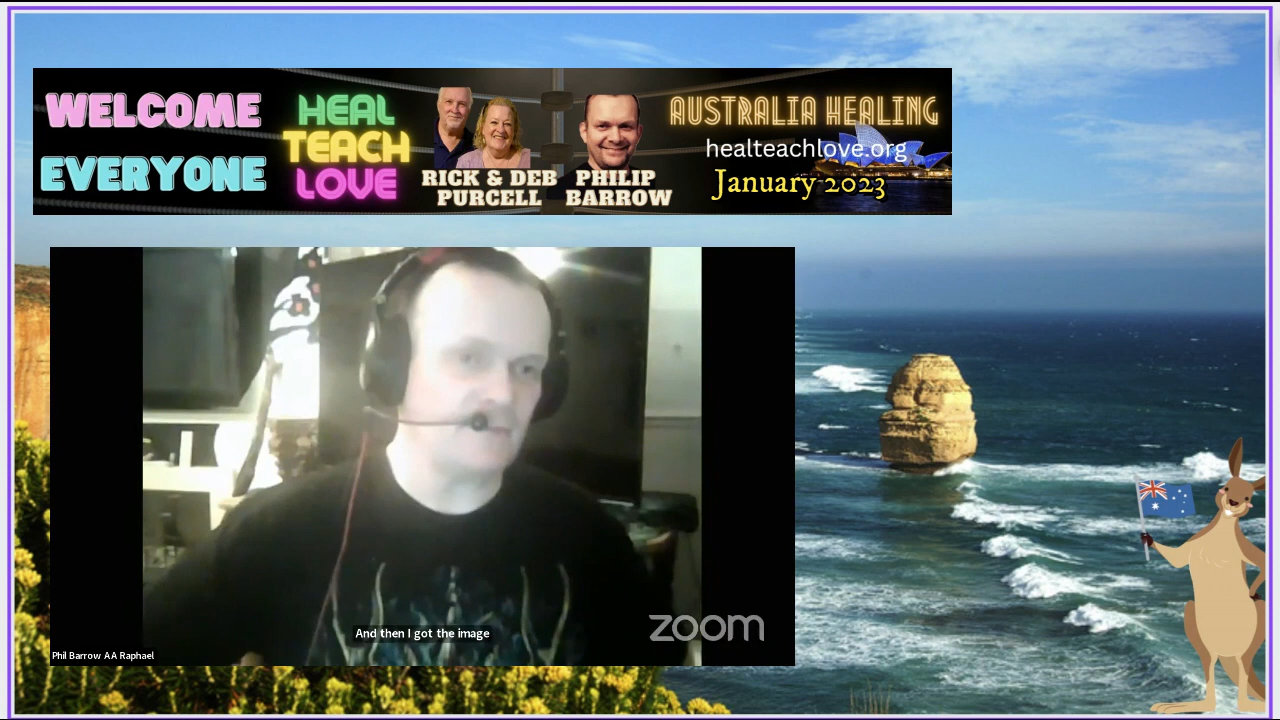 WELCOME
EVERYONE
HEAL
TEACH
LOVE
RICK & DEB
PURCELL
PHILIP
BARROW
AUSTRALIA HEALING
healteachlove.org
January 2023
And then I got the image
zoom
Phil Barrow AA Raphael